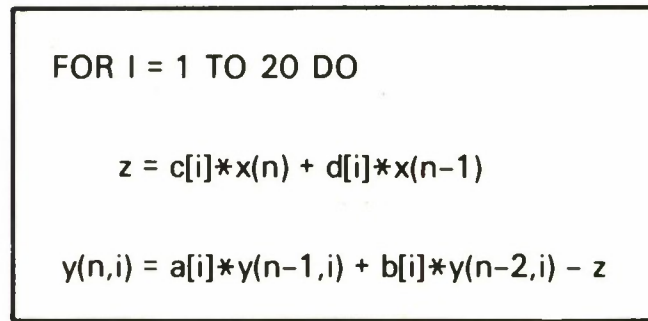 FOR I = 1 TO 20 DO
z = c[i]*x(n) + d[i]*x(n-1)
y(n,i) = a[i]*y(n-1,i) + b[i]*y(n-2,i) - z